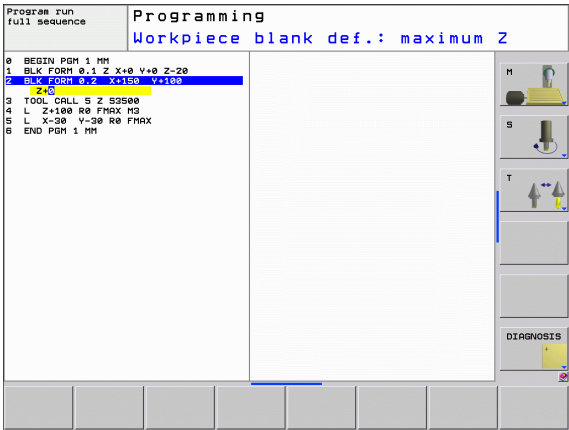 Program run
full sequence
Programming
Workpiece blank def.: maximum Z
0 BEGIN PGM 1 MM
1 BLK FORM 0.1 Z X+0 Y+0 Z-20
2 BLK FORM 0.2 X+150 Y+100
Z+0
3 TOOL CALL 5 Z S3500
4 L Z+100 R0 FMAX M3
5 L X-30 Y-30 R0 FMAX
6 END PGM 1 MM
M
S
T
DIAGNOSIS